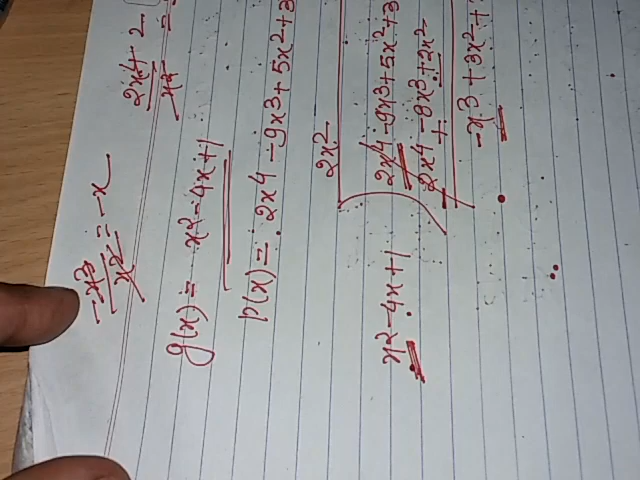 -x3/x2 = -x
2x4/x2 =
g(x) = x2-4x+1
p(x) = 2x4-9x3+5x2+3
2x2
x2-4x+1 ) 2x4-9x3+5x2+3
2x4-8x3+2x2
- +
-x3+3x2+